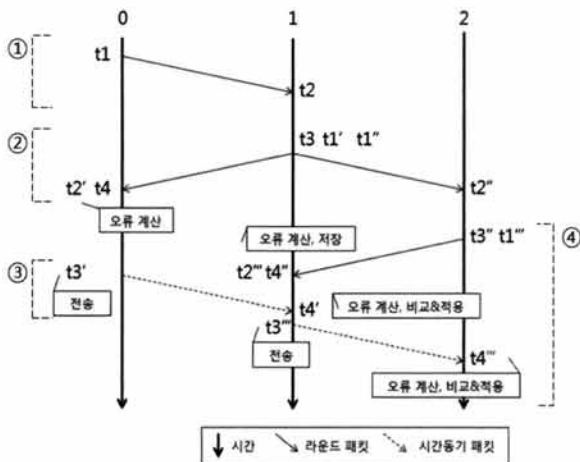 0 1 2
① t1
t2
② t3 t1′ t1″
t2′ t4 t2″
오류 계산
오류 계산, 저장
t3″ t1‴ ④
③ t3′ t2‴ t4″
전송 t4′ 오류 계산, 비교&적용
t3‴
전송 t4‴
오류 계산, 비교&적용
시간 라운드 패킷 시간동기 패킷